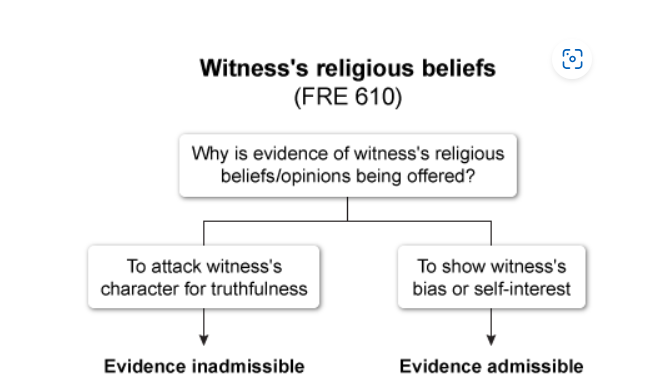 Witness's religious beliefs
(FRE 610)
Why is evidence of witness's religious
beliefs/opinions being offered?
To attack witness's
character for truthfulness
To show witness's
bias or self-interest
Evidence inadmissible
Evidence admissible